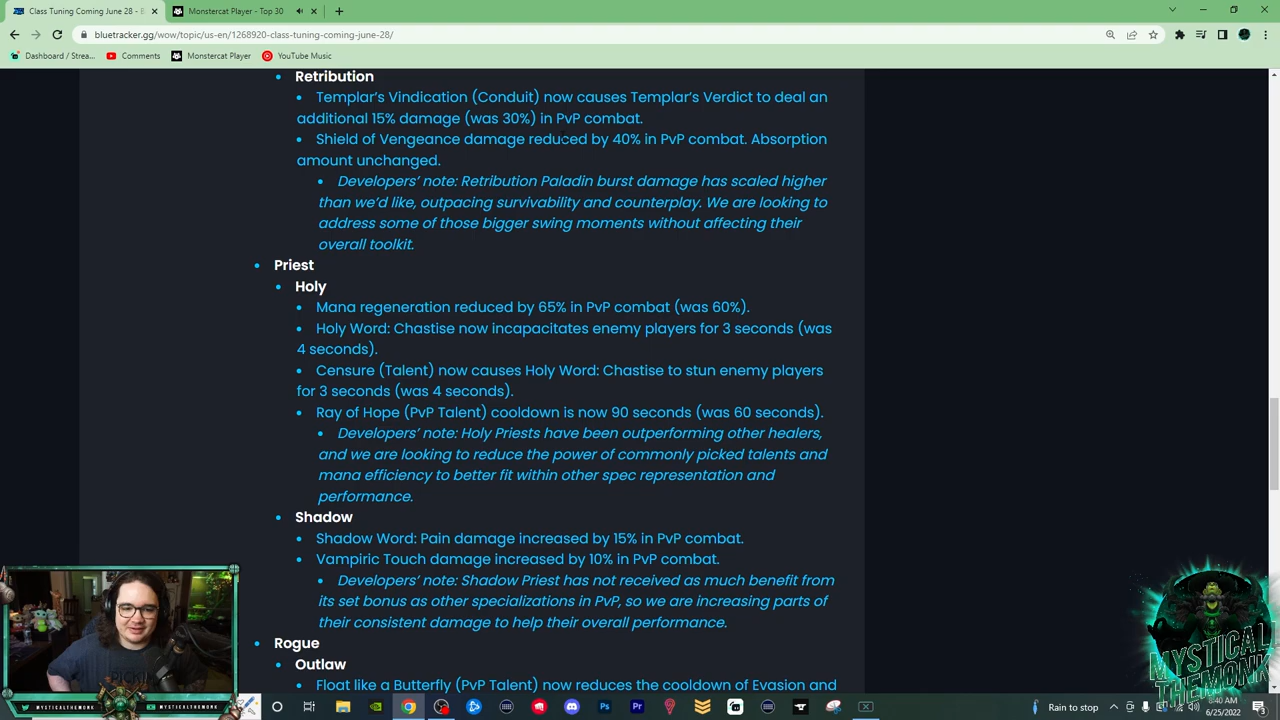 Class Tuning Coming June 28 - B
Monstercat Player - Top 30
bluetracker.gg/wow/topic/us-en/1268920-class-tuning-coming-june-28/
Dashboard / Strea...
Comments
Monstercat Player
YouTube Music
Retribution
Templar's Vindication (Conduit) now causes Templar's Verdict to deal an
additional 15% damage (was 30%) in PvP combat.
Shield of Vengeance damage reduced by 40% in PvP combat. Absorption
amount unchanged.
Developers' note: Retribution Paladin burst damage has scaled higher
than we'd like, outpacing survivability and counterplay. We are looking to
address some of those bigger swing moments without affecting their
overall toolkit.
Priest
Holy
Mana regeneration reduced by 65% in PvP combat (was 60%).
Holy Word: Chastise now incapacitates enemy players for 3 seconds (was
4 seconds).
Censure (Talent) now causes Holy Word: Chastise to stun enemy players
for 3 seconds (was 4 seconds).
Ray of Hope (PvP Talent) cooldown is now 90 seconds (was 60 seconds).
Developers' note: Holy Priests have been outperforming other healers,
and we are looking to reduce the power of commonly picked talents and
mana efficiency to better fit within other spec representation and
performance.
Shadow
Shadow Word: Pain damage increased by 15% in PvP combat.
Vampiric Touch damage increased by 10% in PvP combat.
Developers' note: Shadow Priest has not received as much benefit from
its set bonus as other specializations in PvP, so we are increasing parts of
their consistent damage to help their overall performance.
Rogue
Outlaw
Float like a Butterfly (PvP Talent) now reduces the cooldown of Evasion and
MYSTICALTHEMONK
MYSTICALTHEMONK
MYSTICAL
THEMONK
Rain to stop
8:40 AM
6/25/2022